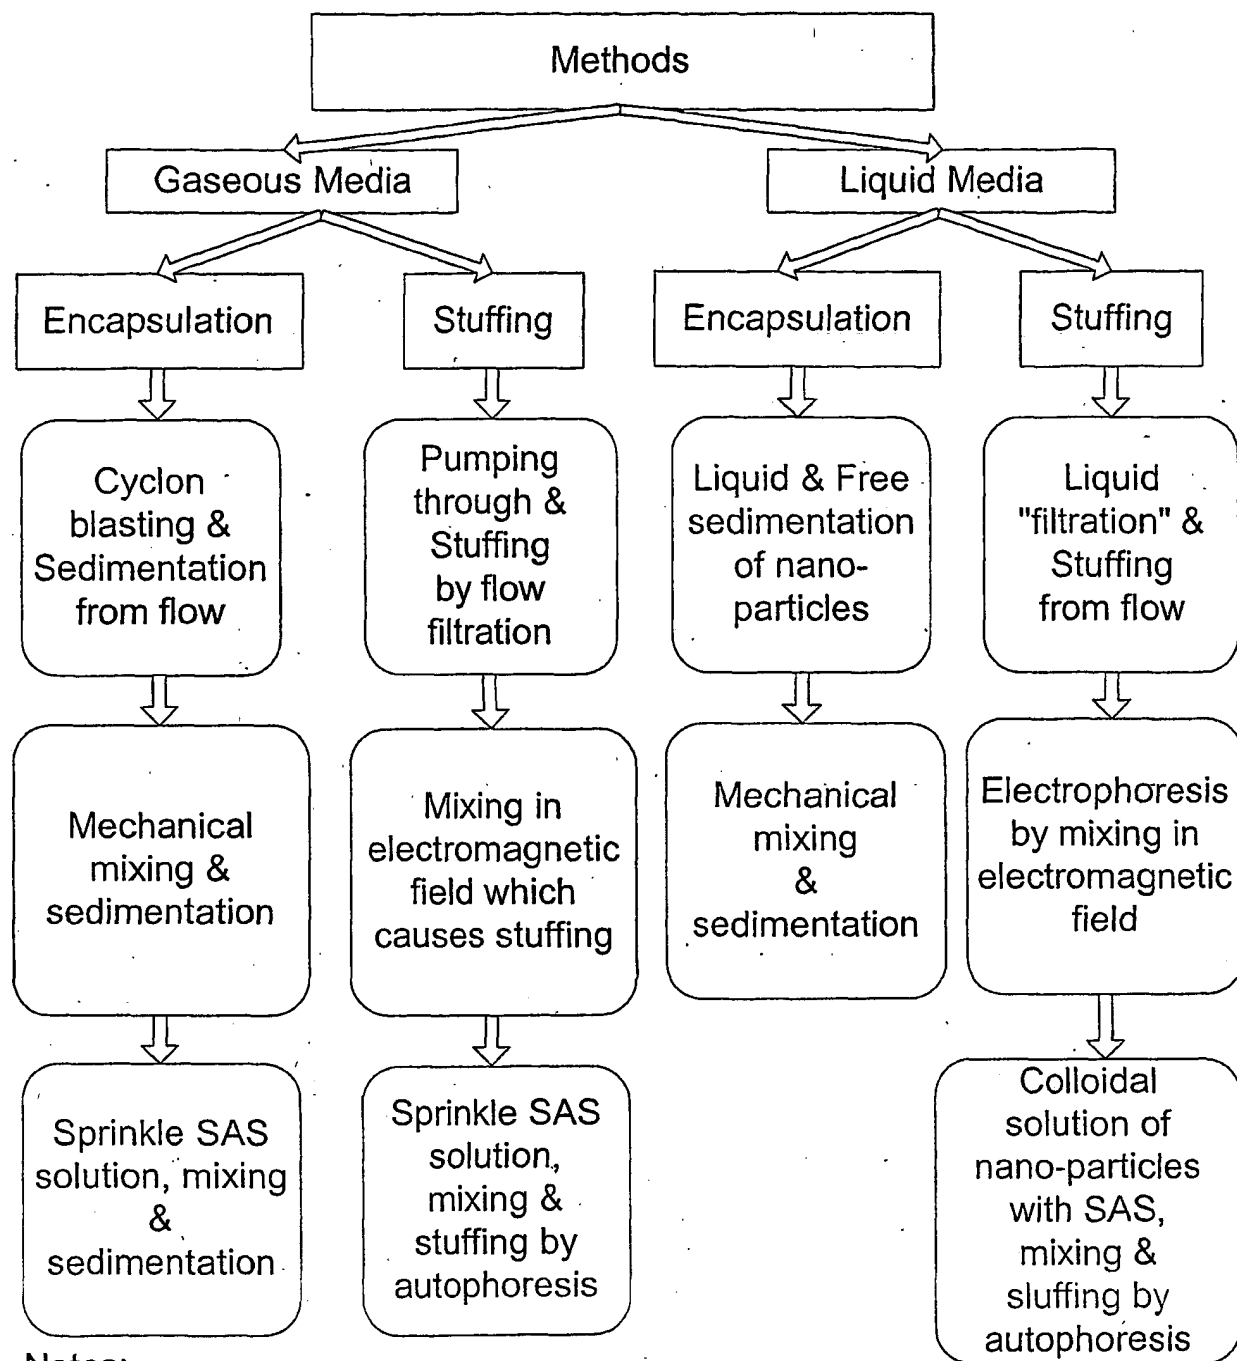 Methods
Gaseous Media
Liquid Media
Encapsulation
Stuffing
Encapsulation
Stuffing
Cyclon
blasting &
Sedimentation
from flow
Pumping
through &
Stuffing
by flow
filtration
Liquid & Free
sedimentation
of nano-
particles
Liquid
"filtration" &
Stuffing
from flow
Mechanical
mixing &
sedimentation
Mixing in
electromagnetic
field which
causes stuffing
Mechanical
mixing
&
sedimentation
Electrophoresis
by mixing in
electromagnetic
field
Sprinkle SAS
solution, mixing
&
sedimentation
Sprinkle SAS
solution,
mixing &
stuffing by
autophoresis
Colloidal
solution of
nano-particles
with SAS,
mixing &
sluffing by
autophoresis
Notes: